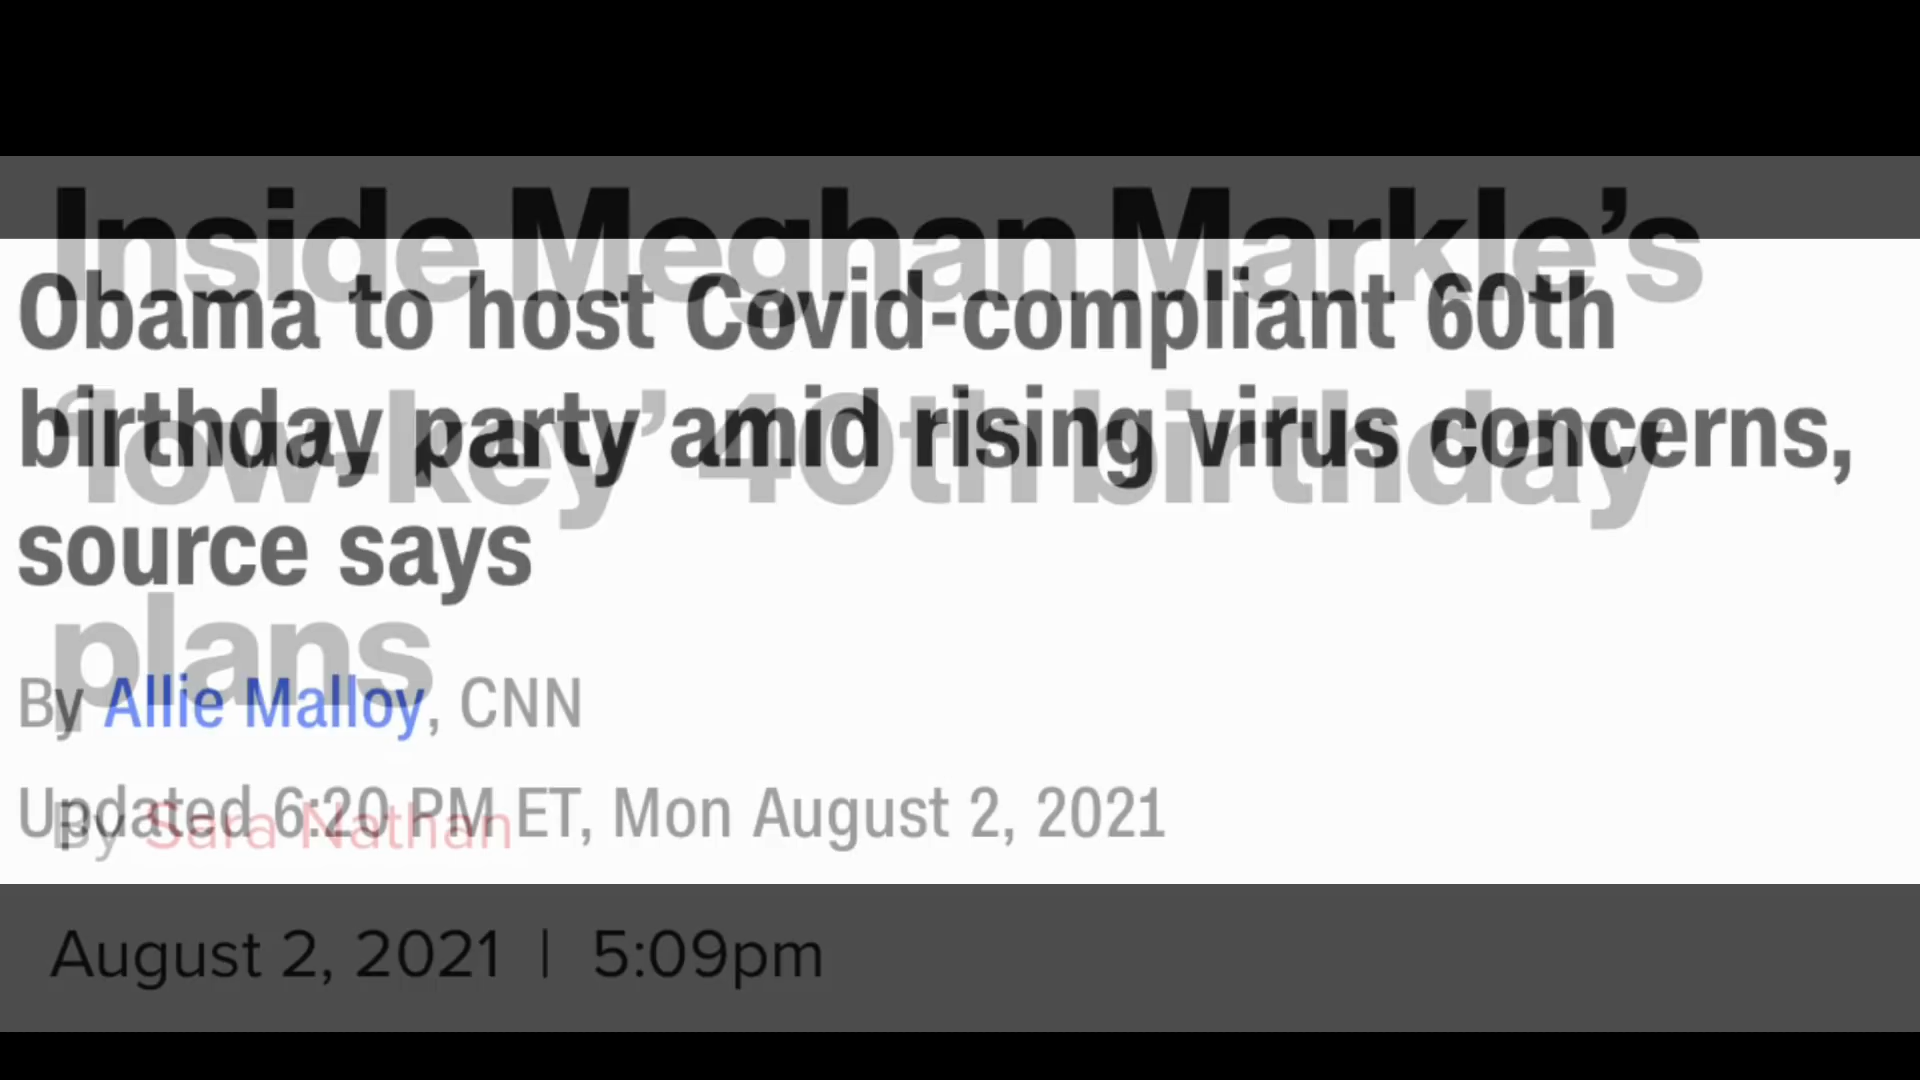 Inside Meghan Markle’s
‘low-key’ 40th birthday
plans
By Sara Nathan
August 2, 2021 | 5:09pm
Obama to host Covid-compliant 60th
birthday party amid rising virus concerns,
source says
By Allie Malloy, CNN
Updated 6:20 PM ET, Mon August 2, 2021